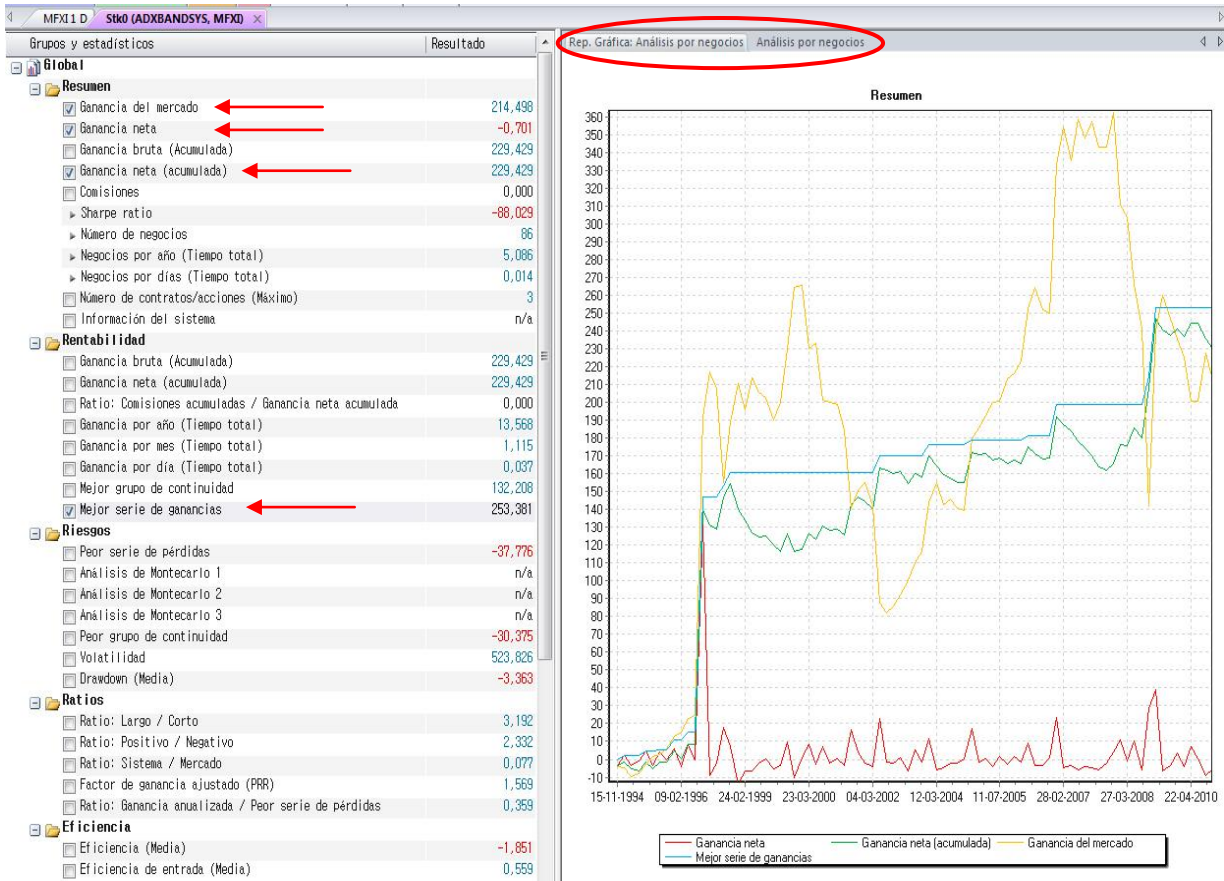 MFXI 1 D
Stk0 (ADXBANDSYS, MFXI)
Grupos y estadísticos Resultado
Global
Resumen
Ganancia del mercado 214,498
Ganancia neta -0,701
Ganancia bruta (Acumulada) 229,429
Ganancia neta (acumulada) 229,429
Comisiones 0,000
Sharpe ratio -88,029
Número de negocios 86
Negocios por año (Tiempo total) 5,086
Negocios por días (Tiempo total) 0,014
Número de contratos/acciones (Máximo) 3
Información del sistema n/a
Rentabilidad
Ganancia bruta (Acumulada) 229,429
Ganancia neta (acumulada) 229,429
Ratio: Comisiones acumuladas / Ganancia neta acumulada 0,000
Ganancia por año (Tiempo total) 13,568
Ganancia por mes (Tiempo total) 1,115
Ganancia por día (Tiempo total) 0,037
Mejor grupo de continuidad 132,208
Mejor serie de ganancias 253,381
Riesgos
Peor serie de pérdidas -37,776
Análisis de Montecarlo 1 n/a
Análisis de Montecarlo 2 n/a
Análisis de Montecarlo 3 n/a
Peor grupo de continuidad -30,375
Volatilidad 523,826
Drawdown (Media) -3,363
Ratios
Ratio: Largo / Corto 3,192
Ratio: Positivo / Negativo 2,332
Ratio: Sistema / Mercado 0,077
Factor de ganancia ajustado (PRR) 1,569
Ratio: Ganancia anualizada / Peor serie de pérdidas 0,359
Eficiencia
Eficiencia (Media) -1,851
Eficiencia de entrada (Media) 0,559
Rep. Gráfica: Análisis por negocios
Análisis por negocios
Resumen
360
350
340
330
320
310
300
290
280
270
260
250
240
230
220
210
200
190
180
170
160
150
140
130
120
110
100
90
80
70
60
50
40
30
20
10
0
-10
15-11-1994 09-02-1996 24-02-1999 23-03-2000 04-03-2002 12-03-2004 11-07-2005 28-02-2007 27-03-2008 22-04-2010
Ganancia neta Ganancia neta (acumulada) Ganancia del mercado
Mejor serie de ganancias